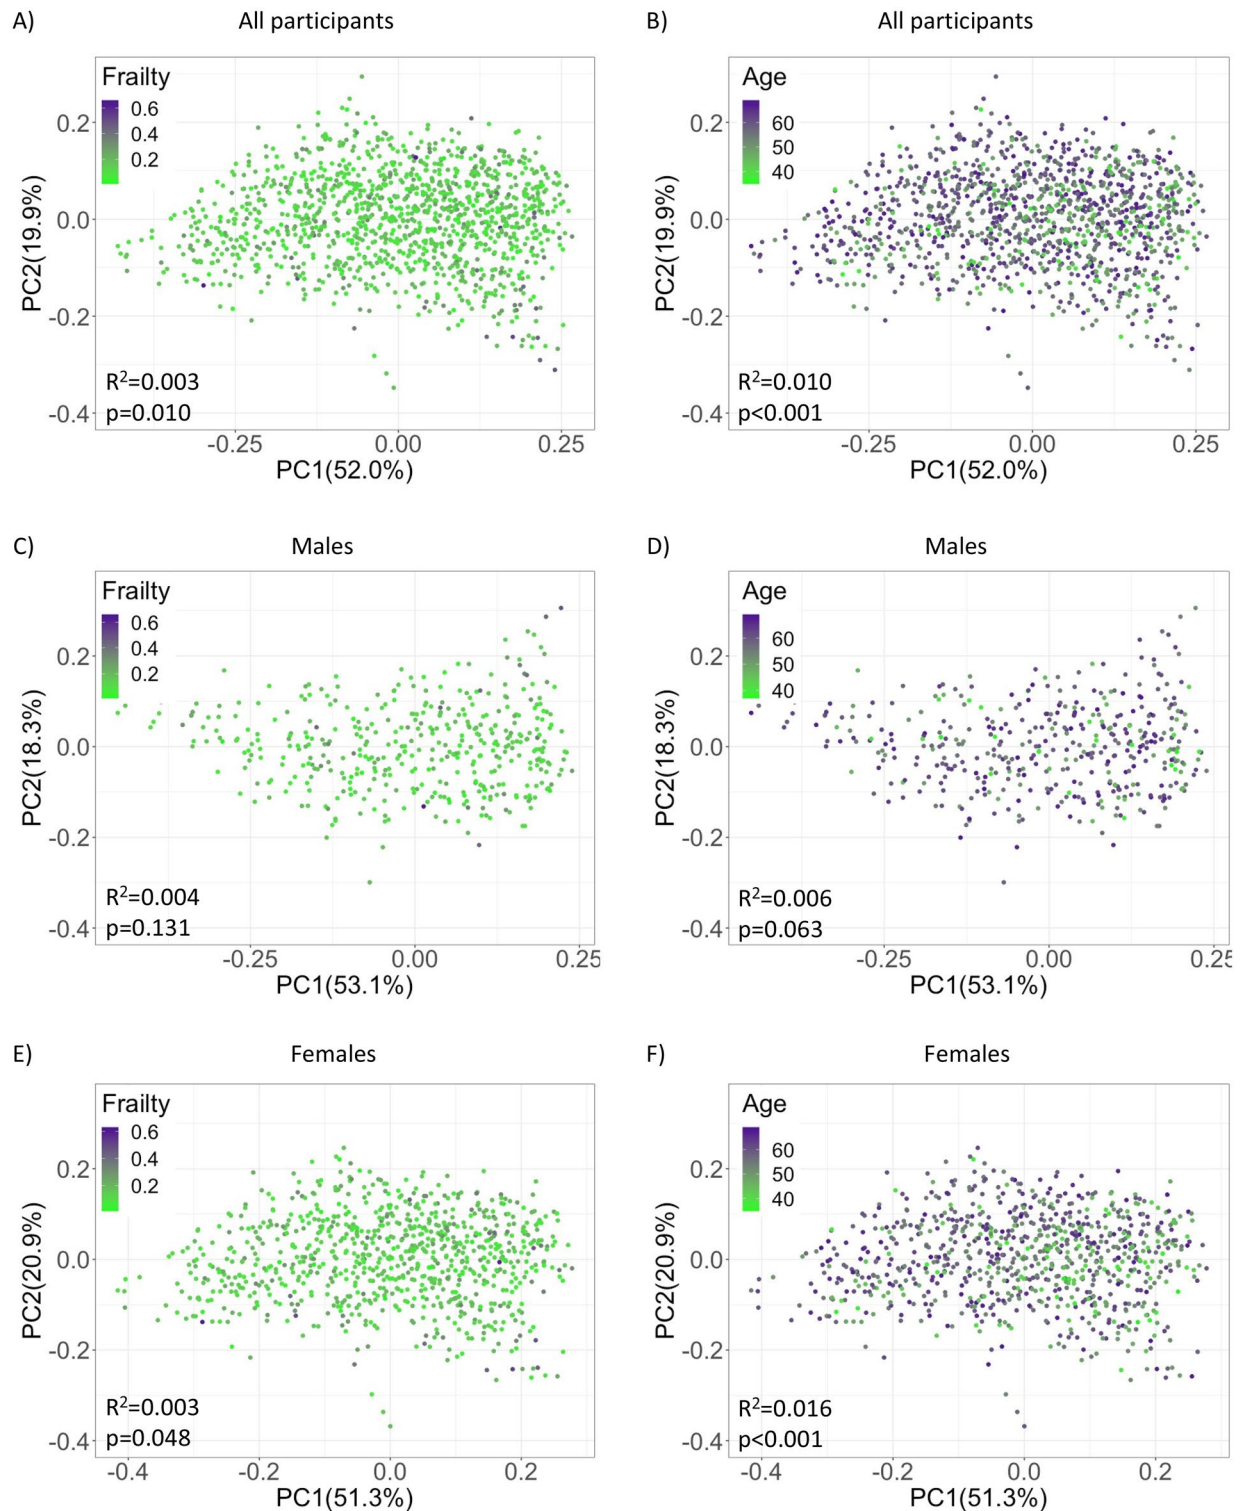 A)
All participants
Frailty
0.6
0.4
0.2
0.2
0.0
-0.2
-0.4
PC2(19.9%)
R²=0.003
p=0.010
-0.25
0.00
0.25
PC1(52.0%)
B)
All participants
Age
60
50
40
0.2
0.0
-0.2
-0.4
PC2(19.9%)
R²=0.010
p<0.001
-0.25
0.00
0.25
PC1(52.0%)
C)
Males
Frailty
0.6
0.4
0.2
0.2
0.0
-0.2
-0.4
PC2(18.3%)
R²=0.004
p=0.131
-0.25
0.00
0.25
PC1(53.1%)
D)
Males
Age
60
50
40
0.2
0.0
-0.2
-0.4
PC2(18.3%)
R²=0.006
p=0.063
-0.25
0.00
0.25
PC1(53.1%)
E)
Females
Frailty
0.6
0.4
0.2
0.2
0.0
-0.2
-0.4
PC2(20.9%)
R²=0.003
p=0.048
-0.4
-0.2
0.0
0.2
PC1(51.3%)
F)
Females
Age
60
50
40
0.2
0.0
-0.2
-0.4
PC2(20.9%)
R²=0.016
p<0.001
-0.4
-0.2
0.0
0.2
PC1(51.3%)